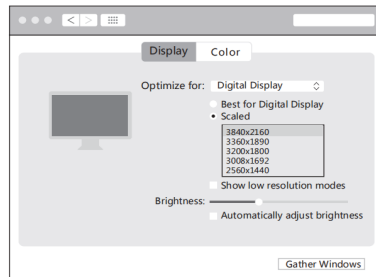 Display Color
Optimize for: Digital Display
Best for Digital Display
Scaled
3840x2160
3360x1890
3200x1800
3008x1692
2560x1440
Show low resolution modes
Brightness:
Automatically adjust brightness
Gather Windows